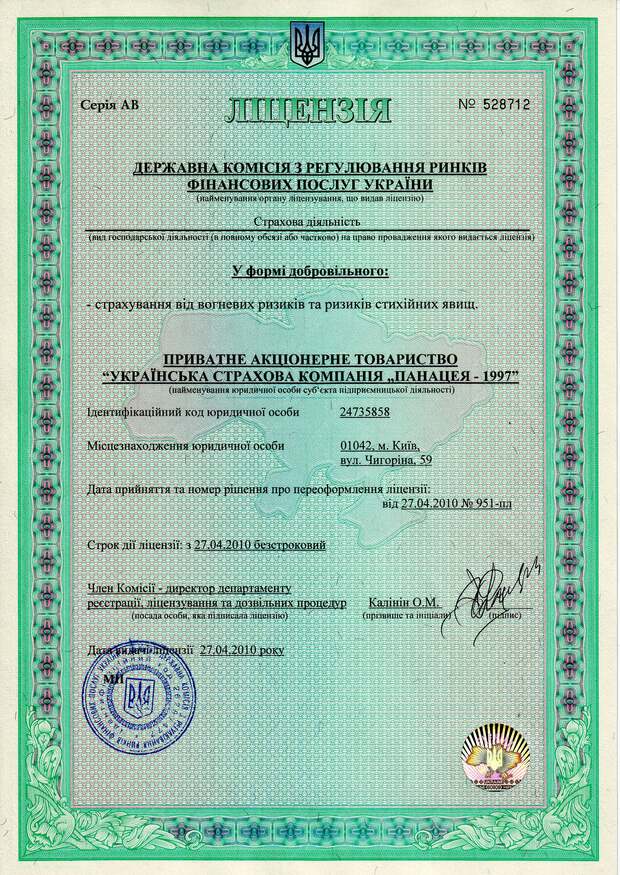 Серія АВ
ЛІЦЕНЗІЯ
№ 528712
ДЕРЖАВНА КОМІСІЯ З РЕГУЛЮВАННЯ РИНКІВ
ФІНАНСОВИХ ПОСЛУГ УКРАЇНИ
(найменування органу ліцензування, що видав ліцензію)
Страхова діяльність
(вид господарської діяльності (в повному обсязі або частково) на право провадження якого видається ліцензія)
У формі добровільного:
- страхування від вогневих ризиків та ризиків стихійних явищ.
ПРИВАТНЕ АКЦІОНЕРНЕ ТОВАРИСТВО
“УКРАЇНСЬКА СТРАХОВА КОМПАНІЯ „ПАНАЦЕЯ - 1997”
(найменування юридичної особи суб’єкта підприємницької діяльності)
Ідентифікаційний код юридичної особи 24735858
Місцезнаходження юридичної особи 01042, м. Київ,
вул. Чигоріна, 59
Дата прийняття та номер рішення про переоформлення ліцензії:
від 27.04.2010 № 951-пл
Строк дії ліцензії: з 27.04.2010 безстроковий
Член Комісії - директор департаменту
реєстрації, ліцензування та дозвільних процедур Калінін О.М.
(посада особи, яка підписала ліцензію) (прізвище та ініціали) (підпис)
Дата видачі ліцензії 27.04.2010 року
МП